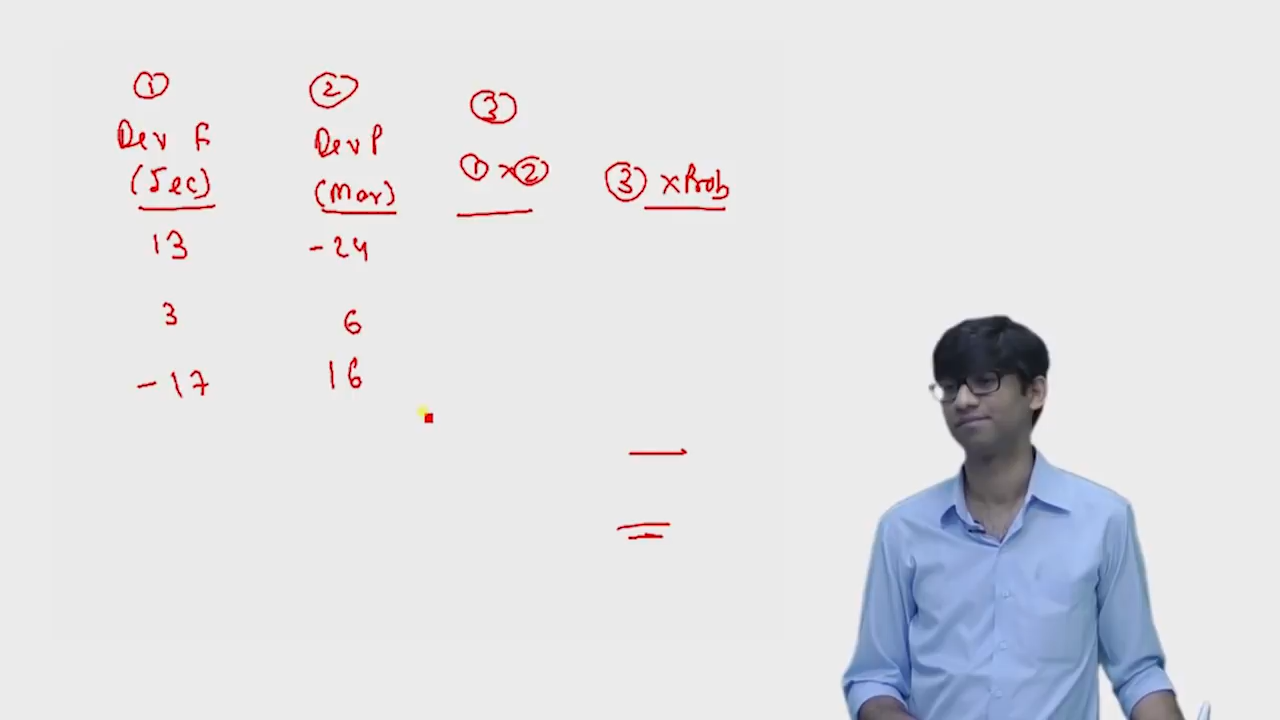 ① ② ③
Dev F Dev P
(Sec) (Mar) ① × ② ③ × Prob
13 -24
3 6
-17 16